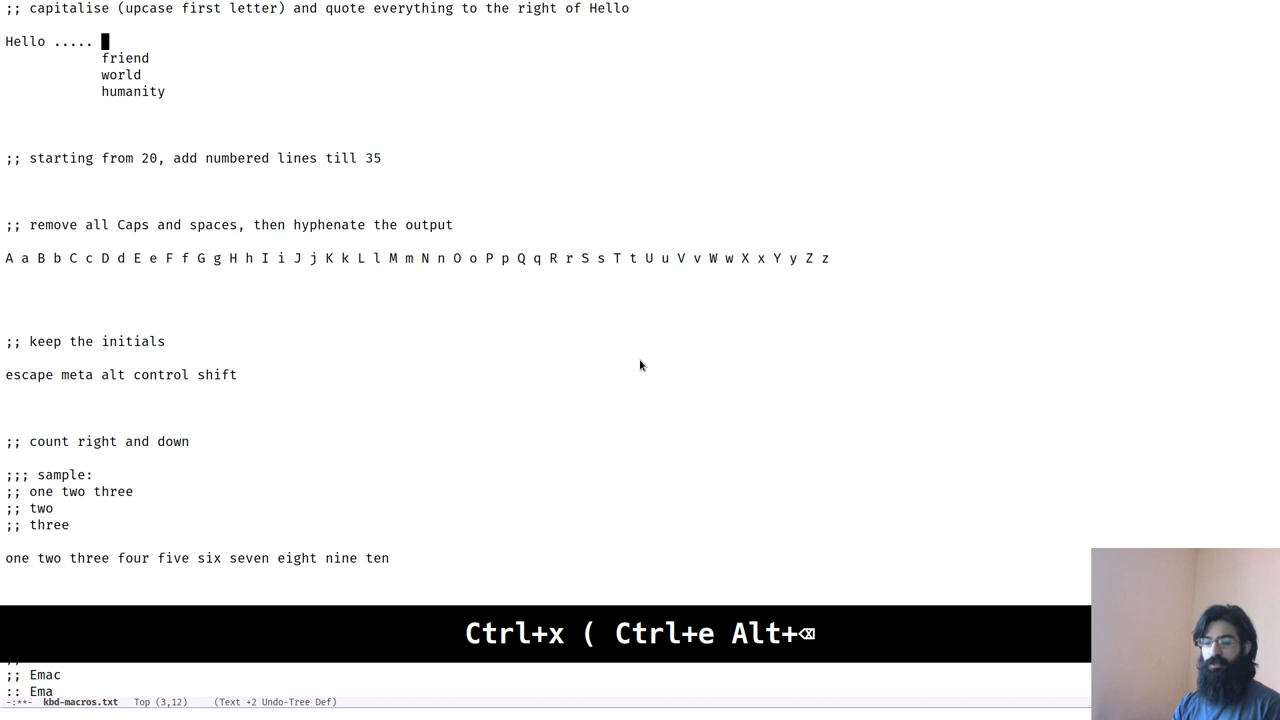 ;; capitalise (upcase first letter) and quote everything to the right of Hello
Hello .....
friend
world
humanity
;; starting from 20, add numbered lines till 35
;; remove all Caps and spaces, then hyphenate the output
A a B b C c D d E e F f G g H h I i J j K k L l M m N n O o P p Q q R r S s T t U u V v W w X x Y y Z z
;; keep the initials
escape meta alt control shift
;; count right and down
;;; sample:
;; one two three
;; two
;; three
one two three four five six seven eight nine ten
Ctrl+x ( Ctrl+e Alt+⌫
;; Emac
;; Ema
-:**- kbd-macros.txt Top (3,12) (Text +2 Undo-Tree Def)